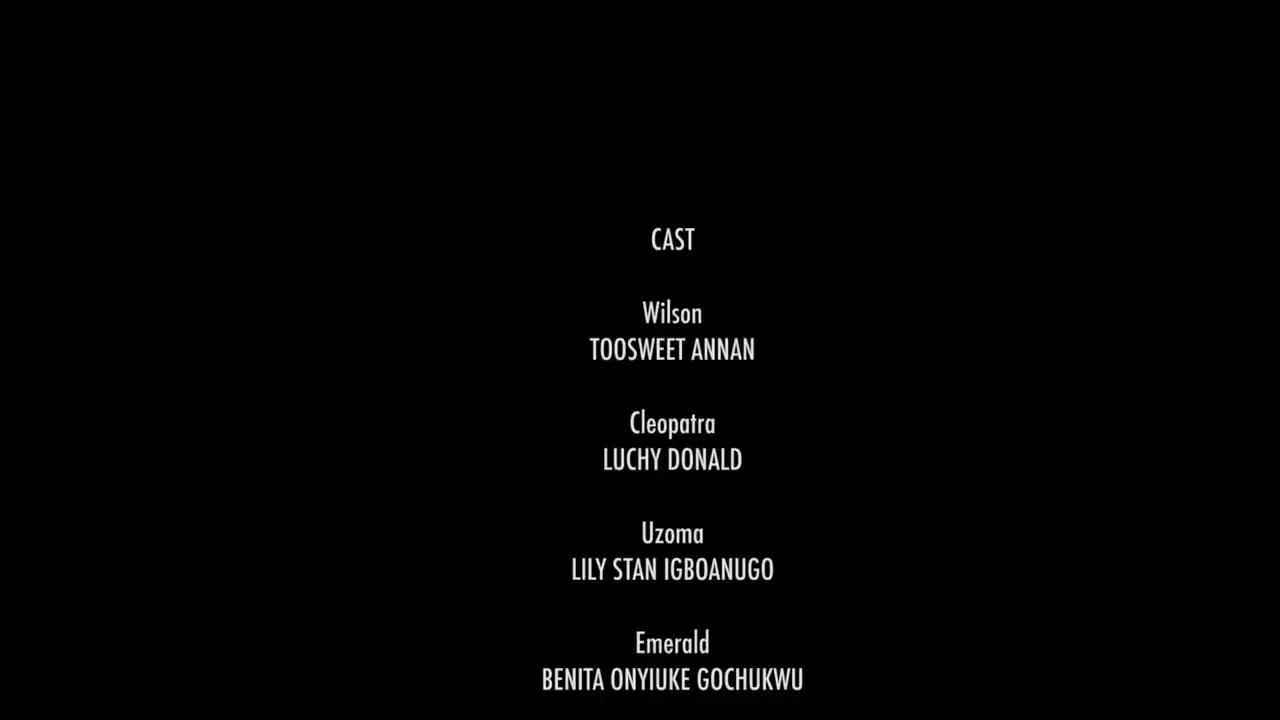 CAST
Wilson
TOOSWEET ANNAN
Cleopatra
LUCHY DONALD
Uzoma
LILY STAN IGBOANUGO
Emerald
BENITA ONYIUKE GOCHUKWU